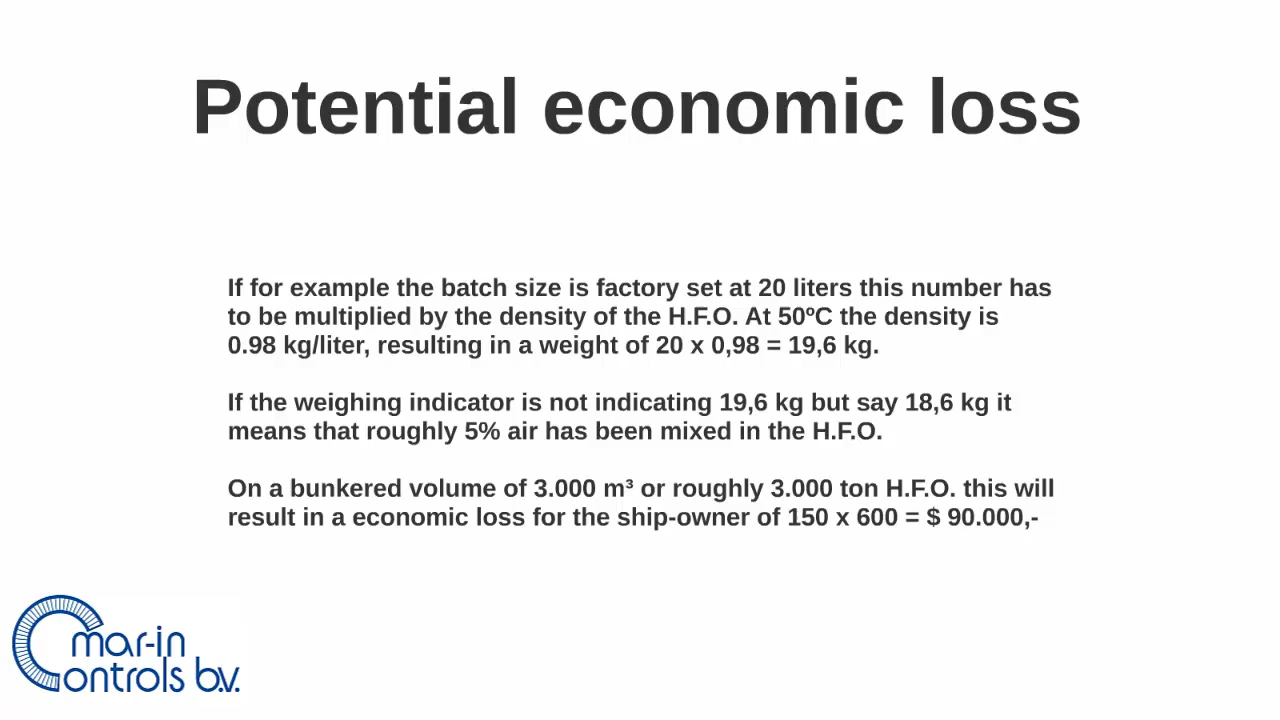 Potential economic loss
If for example the batch size is factory set at 20 liters this number has
to be multiplied by the density of the H.F.O. At 50ºC the density is
0.98 kg/liter, resulting in a weight of 20 x 0,98 = 19,6 kg.
If the weighing indicator is not indicating 19,6 kg but say 18,6 kg it
means that roughly 5% air has been mixed in the H.F.O.
On a bunkered volume of 3.000 m³ or roughly 3.000 ton H.F.O. this will
result in a economic loss for the ship-owner of 150 x 600 = $ 90.000,-
mar-in
Controls b.v.